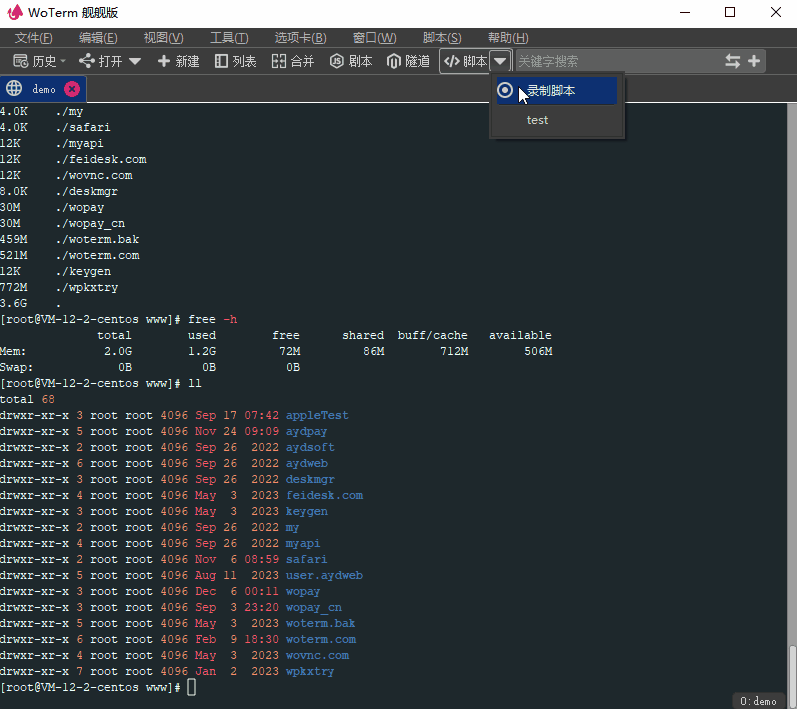 WoTerm 舰舰版
文件(F) 编辑(E) 视图(V) 工具(T) 选项卡(B) 窗口(W) 脚本(S) 帮助(H)
历史 打开 新建 列表 合并 剧本 隧道 脚本 关键字搜索
demo
录制脚本
test
4.0K    ./my
4.0K    ./safari
12K     ./myapi
12K     ./feidesk.com
12K     ./wovnc.com
8.0K    ./deskmgr
30M     ./wopay
30M     ./wopay_cn
459M    ./woterm.bak
521M    ./woterm.com
12K     ./keygen
772M    ./wpkxtry
3.6G    .
[root@VM-12-2-centos www]# free -h
              total        used        free      shared  buff/cache   available
Mem:           2.0G        1.2G         72M         86M        712M        506M
Swap:            0B          0B          0B
[root@VM-12-2-centos www]# ll
total 68
drwxr-xr-x 3 root root 4096 Sep 17 07:42 appleTest
drwxr-xr-x 5 root root 4096 Nov 24 09:09 aydpay
drwxr-xr-x 2 root root 4096 Sep 26  2022 aydsoft
drwxr-xr-x 6 root root 4096 Sep 26  2022 aydweb
drwxr-xr-x 3 root root 4096 Sep 26  2022 deskmgr
drwxr-xr-x 4 root root 4096 May  3  2023 feidesk.com
drwxr-xr-x 3 root root 4096 May  3  2023 keygen
drwxr-xr-x 2 root root 4096 Sep 26  2022 my
drwxr-xr-x 4 root root 4096 Sep 26  2022 myapi
drwxr-xr-x 2 root root 4096 Nov  6 08:59 safari
drwxr-xr-x 5 root root 4096 Aug 11  2023 user.aydweb
drwxr-xr-x 3 root root 4096 Dec  6 00:11 wopay
drwxr-xr-x 3 root root 4096 Sep  3 23:20 wopay_cn
drwxr-xr-x 5 root root 4096 May  3  2023 woterm.bak
drwxr-xr-x 6 root root 4096 Feb  9 18:30 woterm.com
drwxr-xr-x 4 root root 4096 May  3  2023 wovnc.com
drwxr-xr-x 7 root root 4096 Jan  2  2023 wpkxtry
[root@VM-12-2-centos www]#
0:demo